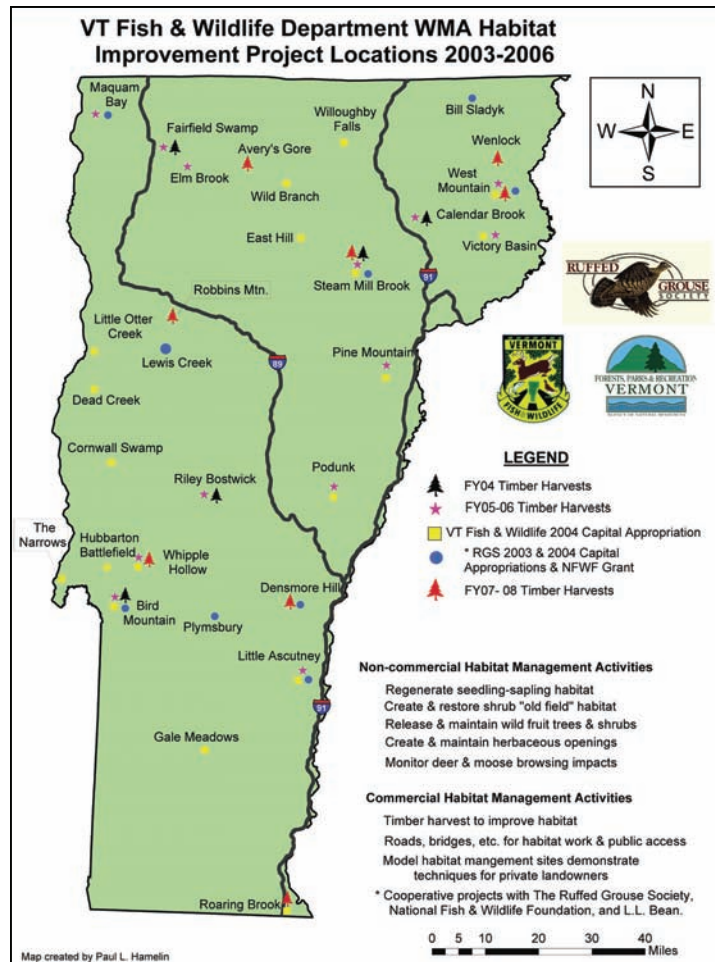 VT Fish & Wildlife Department WMA Habitat
Improvement Project Locations 2003-2006
Maquam
Bay
Fairfield Swamp
Elm Brook
Avery's Gore
Wild Branch
Willoughby
Falls
Bill Sladyk
Wenlock
West
Mountain
Calendar Brook
Victory Basin
East Hill
Steam Mill Brook
91
Robbins Mtn.
Little Otter
Creek
Lewis Creek
89
Pine Mountain
Dead Creek
Cornwall Swamp
Riley Bostwick
Podunk
The
Narrows
Hubbarton
Battlefield
Whipple
Hollow
Bird
Mountain
Plymsbury
Densmore Hill
Little Ascutney
91
Gale Meadows
Roaring Brook
N
W
E
S
RUFFED
GROUSE
SOCIETY
VERMONT
FISH & WILDLIFE
FORESTS, PARKS & RECREATION
VERMONT
AGENCY OF NATURAL RESOURCES
LEGEND
FY04 Timber Harvests
FY05-06 Timber Harvests
VT Fish & Wildlife 2004 Capital Appropriation
* RGS 2003 & 2004 Capital
Appropriations & NFWF Grant
FY07- 08 Timber Harvests
Non-commercial Habitat Management Activities
Regenerate seedling-sapling habitat
Create & restore shrub "old field" habitat
Release & maintain wild fruit trees & shrubs
Create & maintain herbaceous openings
Monitor deer & moose browsing impacts
Commercial Habitat Management Activities
Timber harvest to improve habitat
Roads, bridges, etc. for habitat work & public access
Model habitat mangement sites demonstrate
techniques for private landowners
* Cooperative projects with The Ruffed Grouse Society,
National Fish & Wildlife Foundation, and L.L. Bean.
0 5 10 20 30 40
Miles
Map created by Paul L. Hamelin